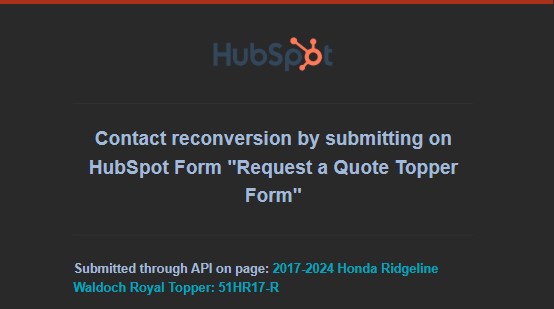 HubSpot
Contact reconversion by submitting on
HubSpot Form "Request a Quote Topper
Form"
Submitted through API on page: 2017-2024 Honda Ridgeline
Waldoch Royal Topper: 51HR17-R